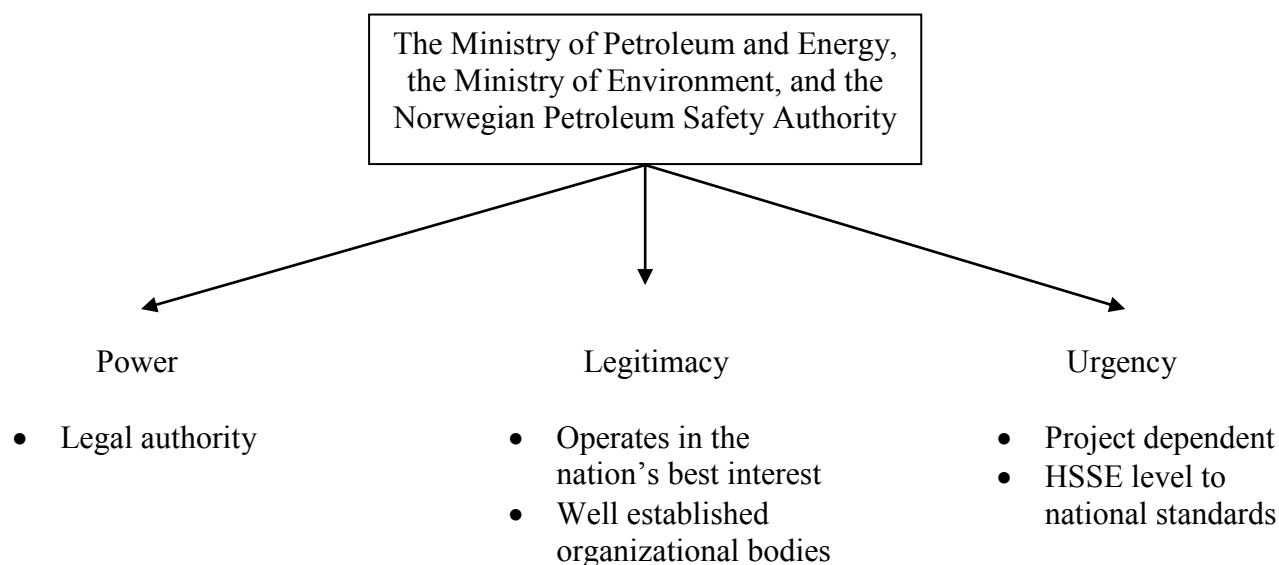 The Ministry of Petroleum and Energy,
the Ministry of Environment, and the
Norwegian Petroleum Safety Authority
Power
• Legal authority
Legitimacy
• Operates in the
nation’s best interest
• Well established
organizational bodies
Urgency
• Project dependent
• HSSE level to
national standards